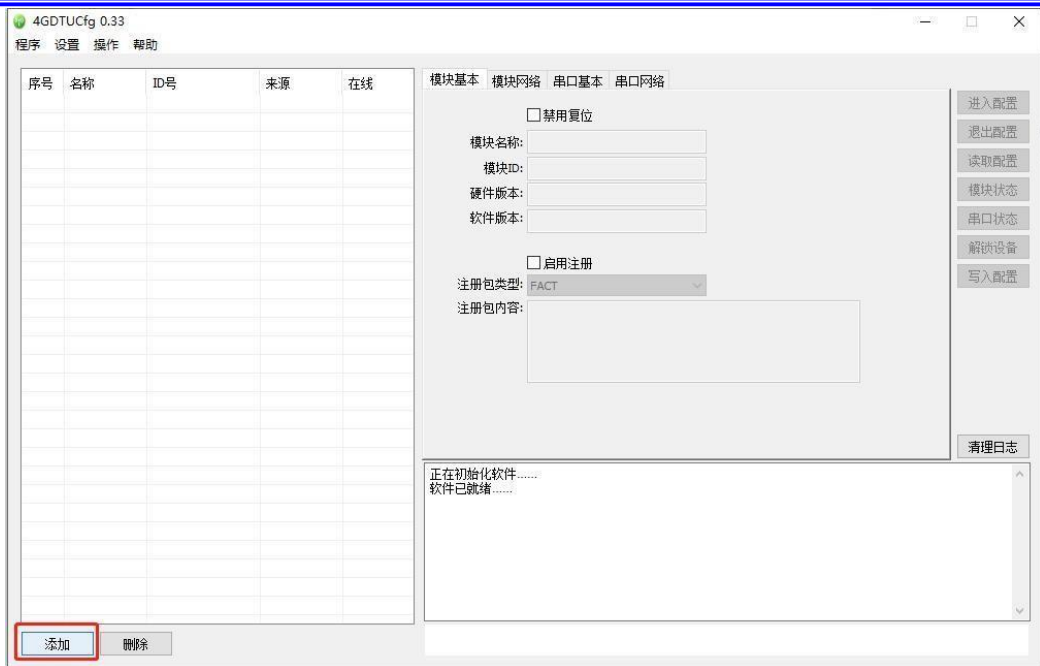 4GDTUCfg 0.33
程序 设置 操作 帮助
序号 名称 ID号 来源 在线
模块基本 模块网络 串口基本 串口网络
禁用复位
模块名称:
模块ID:
硬件版本:
软件版本:
启用注册
注册包类型: FACT
注册包内容:
进入配置
退出配置
读取配置
模块状态
串口状态
解锁设备
写入配置
清理日志
正在初始化软件......
软件已就绪......
添加 删除